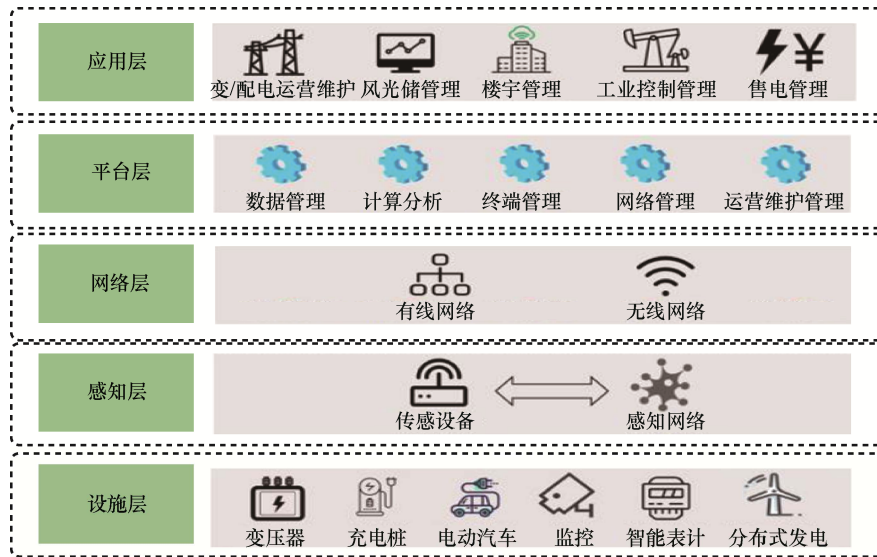 应用层
变/配电运营维护 风光储管理 楼宇管理 工业控制管理 售电管理
平台层
数据管理 计算分析 终端管理 网络管理 运营维护管理
网络层
有线网络 无线网络
感知层
传感设备 感知网络
设施层
变压器 充电桩 电动汽车 监控 智能表计 分布式发电